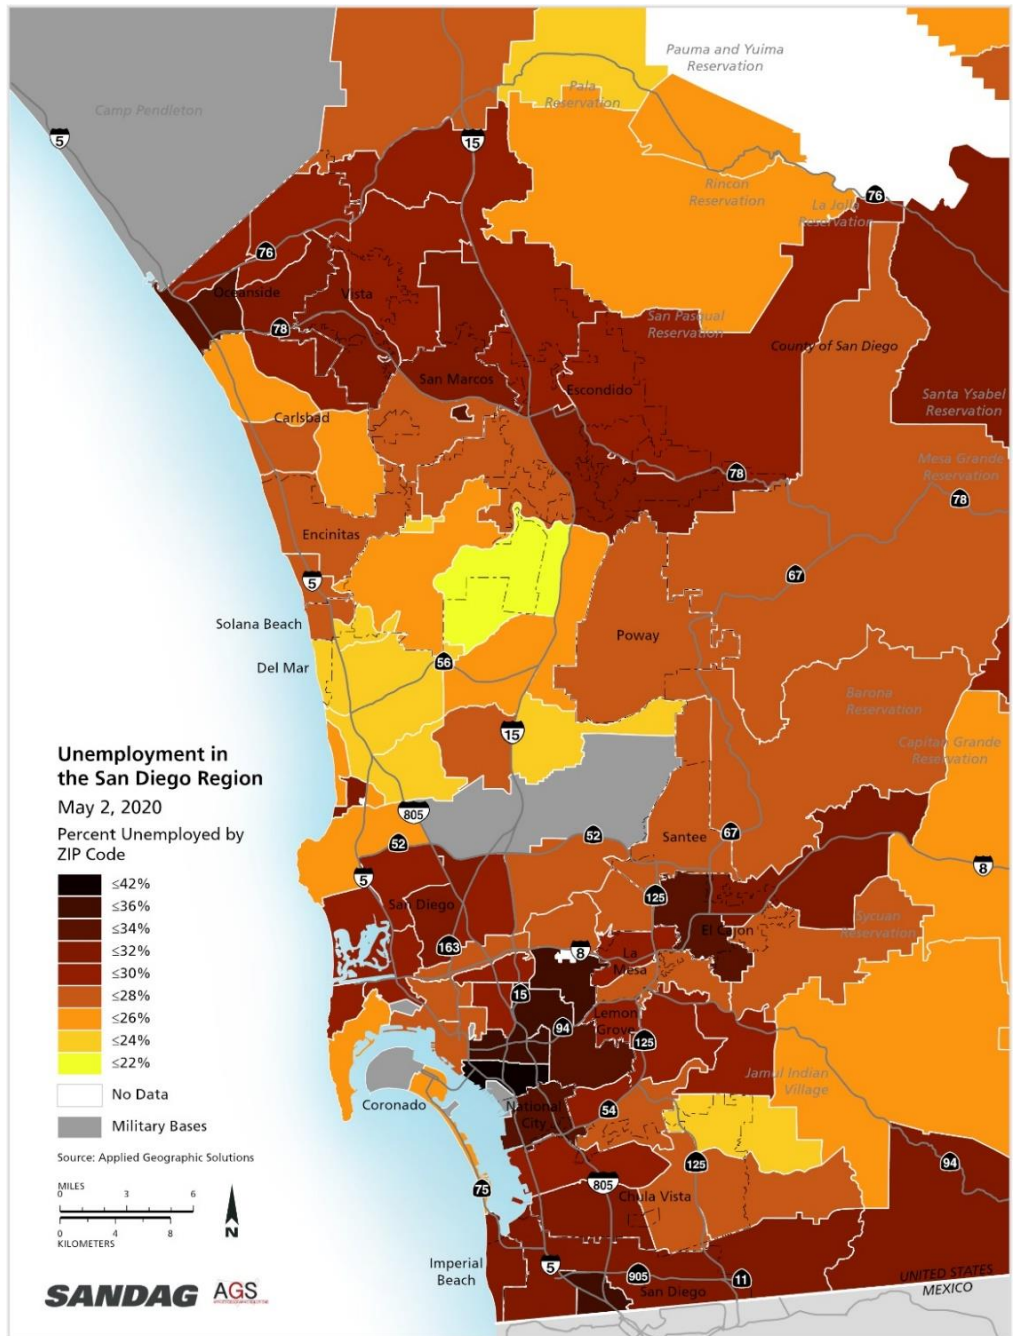 Pauma and Yuima
Reservation
Pala
Reservation
Camp Pendleton
5
15
Rincon
Reservation
76
La Jolla
Reservation
76
Oceanside
Vista
San Pasqual
Reservation
78
County of San Diego
San Marcos
Escondido
Santa Ysabel
Reservation
Carlsbad
Mesa Grande
Reservation
78
78
Encinitas
5
67
Solana Beach
Poway
Del Mar
56
Barona
Reservation
15
Capitan Grande
Reservation
Unemployment in
the San Diego Region
May 2, 2020
Percent Unemployed by
ZIP Code
≤42%
≤36%
≤34%
≤32%
≤30%
≤28%
≤26%
≤24%
≤22%
No Data
Military Bases
Source: Applied Geographic Solutions
MILES
0 3 6
0 4 8
KILOMETERS
N
SANDAG
AGS
805
52
52
Santee
67
8
5
125
San Diego
El Cajon
Sycuan
Reservation
163
8
La
Mesa
15
94
Lemon
Grove
125
Jamul Indian
Village
Coronado
National
City
54
125
94
75
805
Chula Vista
Imperial
Beach
5
905
San Diego
11
UNITED STATES
MEXICO